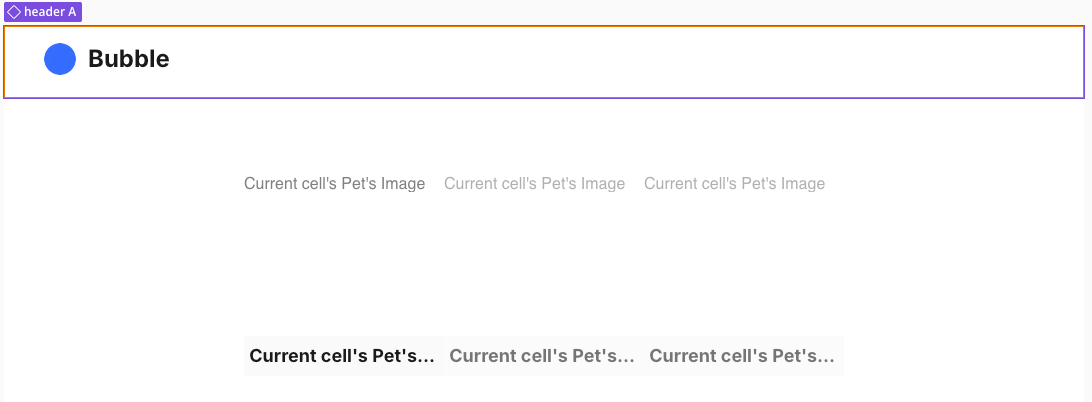 header A
Bubble
Current cell's Pet's Image Current cell's Pet's Image Current cell's Pet's Image
Current cell's Pet's... Current cell's Pet's... Current cell's Pet's...